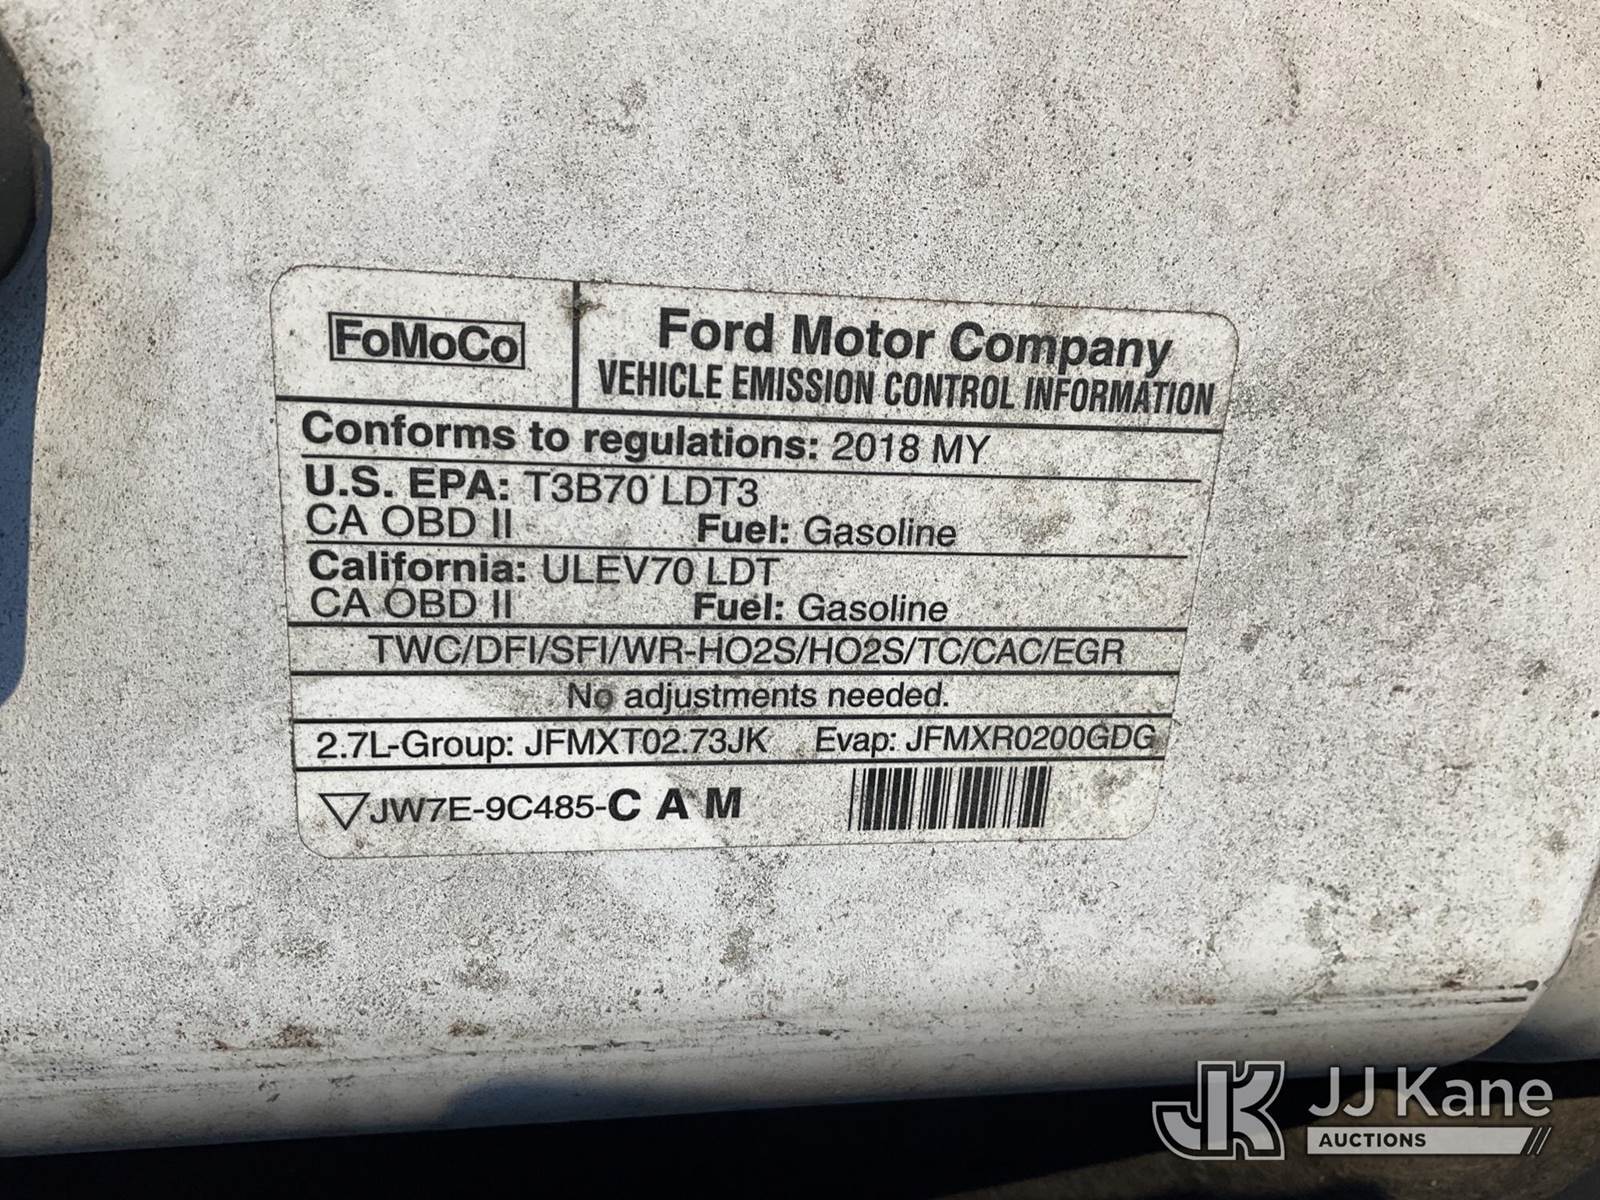 FoMoCo
Ford Motor Company
VEHICLE EMISSION CONTROL INFORMATION
Conforms to regulations: 2018 MY
U.S. EPA: T3B70 LDT3
CA OBD II Fuel: Gasoline
California: ULEV70 LDT
CA OBD II Fuel: Gasoline
TWC/DFI/SFI/WR-HO2S/HO2S/TC/CAC/EGR
No adjustments needed.
2.7L-Group: JFMXT02.73JK Evap: JFMXR0200GDG
JW7E-9C485-C A M
JK JJ Kane
AUCTIONS